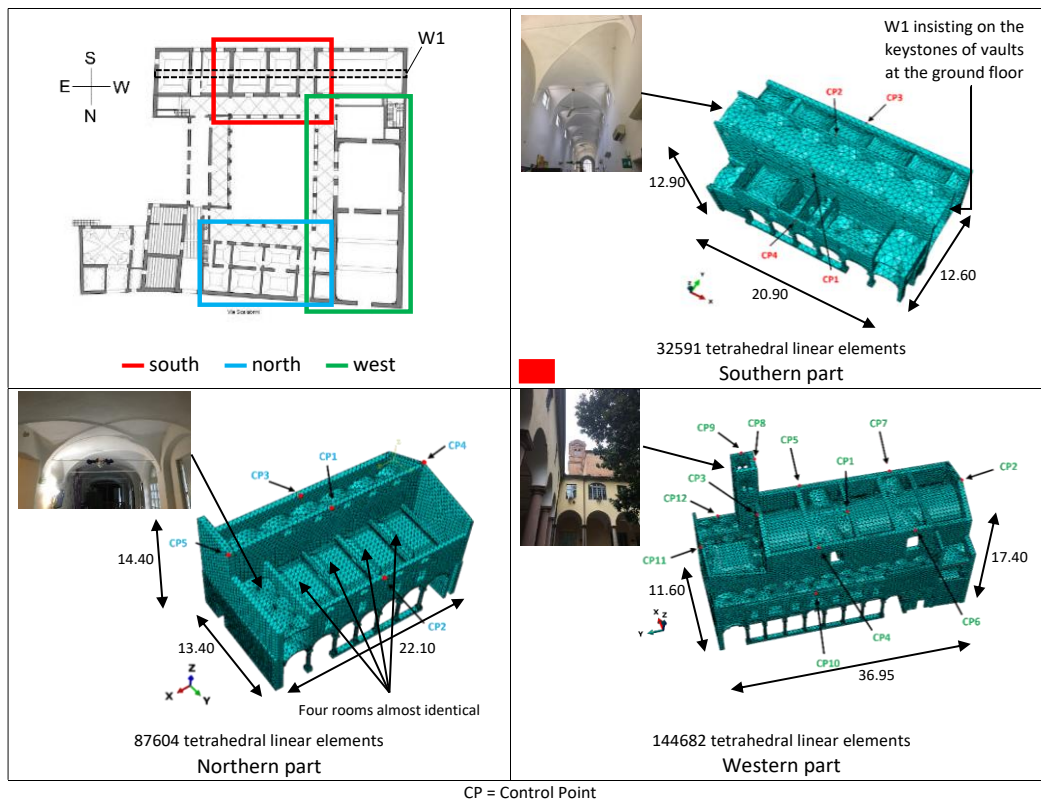 W1
S
E
W
N
Via Scalabrini
south
north
west
W1 insisting on the
keystones of vaults
at the ground floor
CP2
CP3
12.90
CP4
CP1
12.60
20.90
Z
Y
X
32591 tetrahedral linear elements
Southern part
CP4
CP1
CP3
CP5
14.40
CP2
13.40
22.10
Z
X
Y
Four rooms almost identical
87604 tetrahedral linear elements
Northern part
CP9
CP8
CP7
CP5
CP1
CP2
CP3
CP12
CP11
17.40
11.60
X
Z
Y
CP6
CP4
CP10
36.95
144682 tetrahedral linear elements
Western part
CP = Control Point